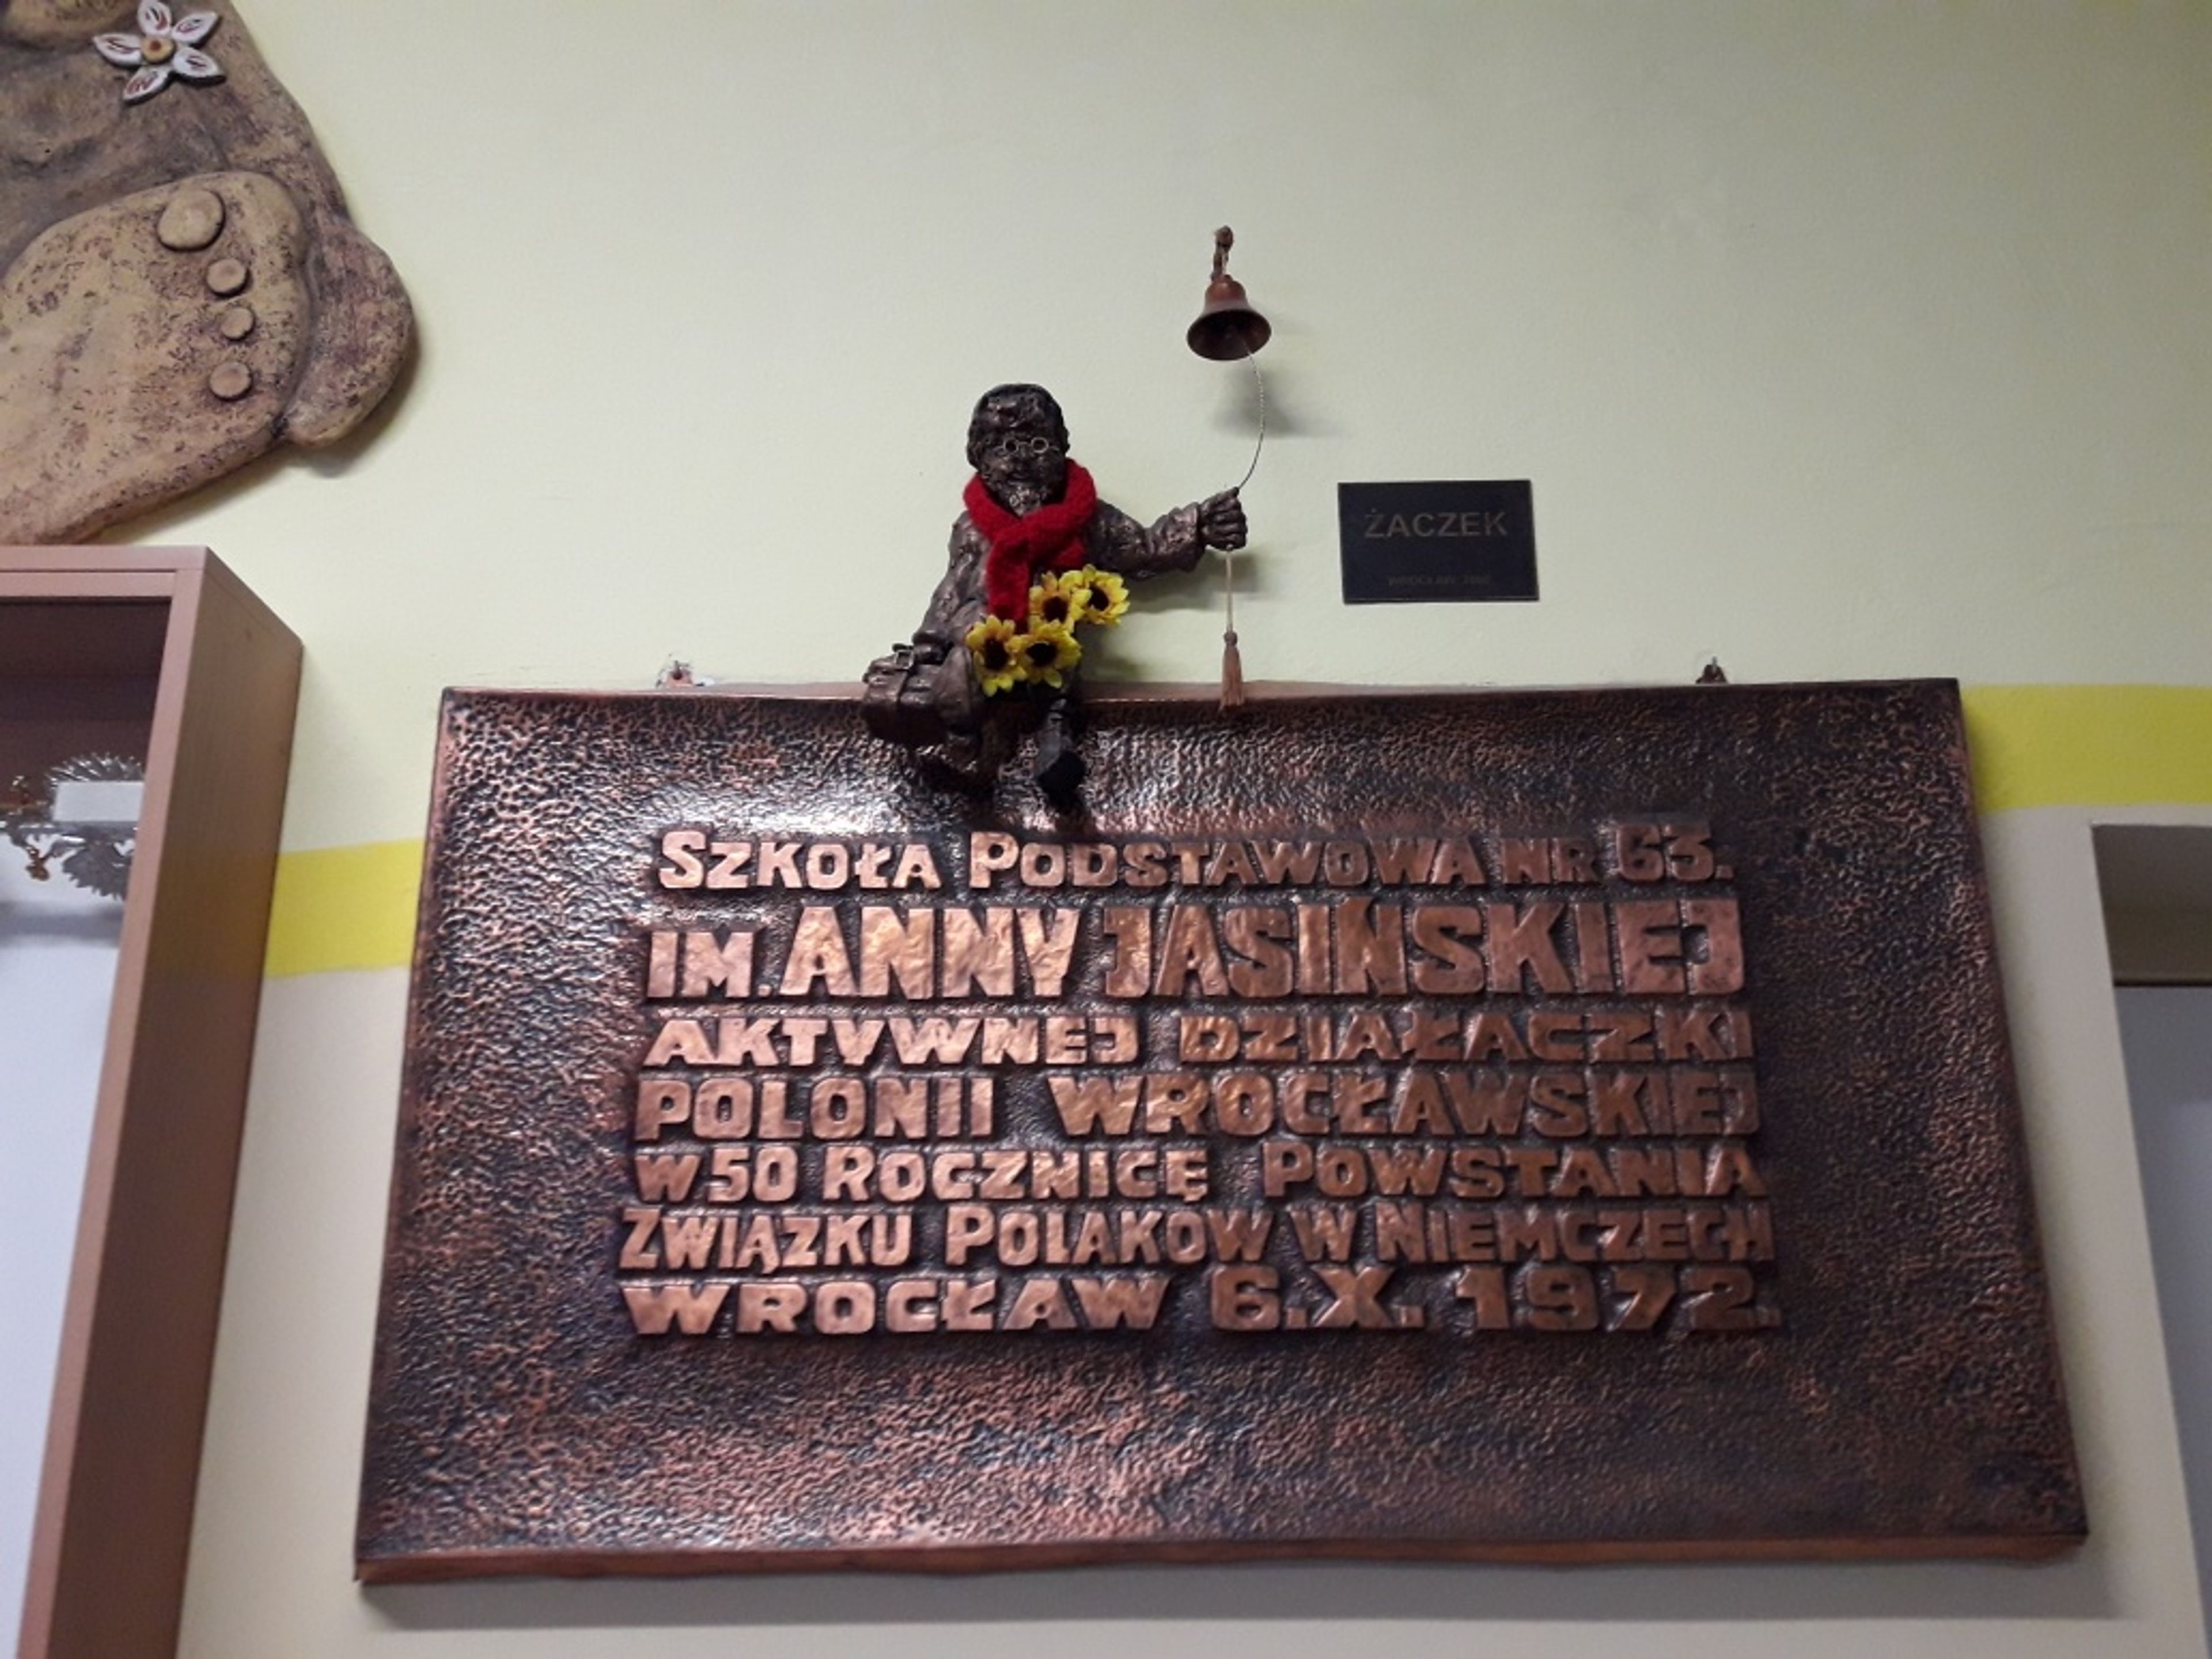 ŻACZEK
WROCŁAW
SZKOŁA PODSTAWOWA NR 63.
IM. ANNY JASIŃSKIEJ
AKTYWNEJ DZIAŁACZKI
POLONII WROCŁAWSKIEJ
W 50 ROCZNICĘ POWSTANIA
ZWIĄZKU POLAKÓW W NIEMCZECH
WROCŁAW 6.X.1972.